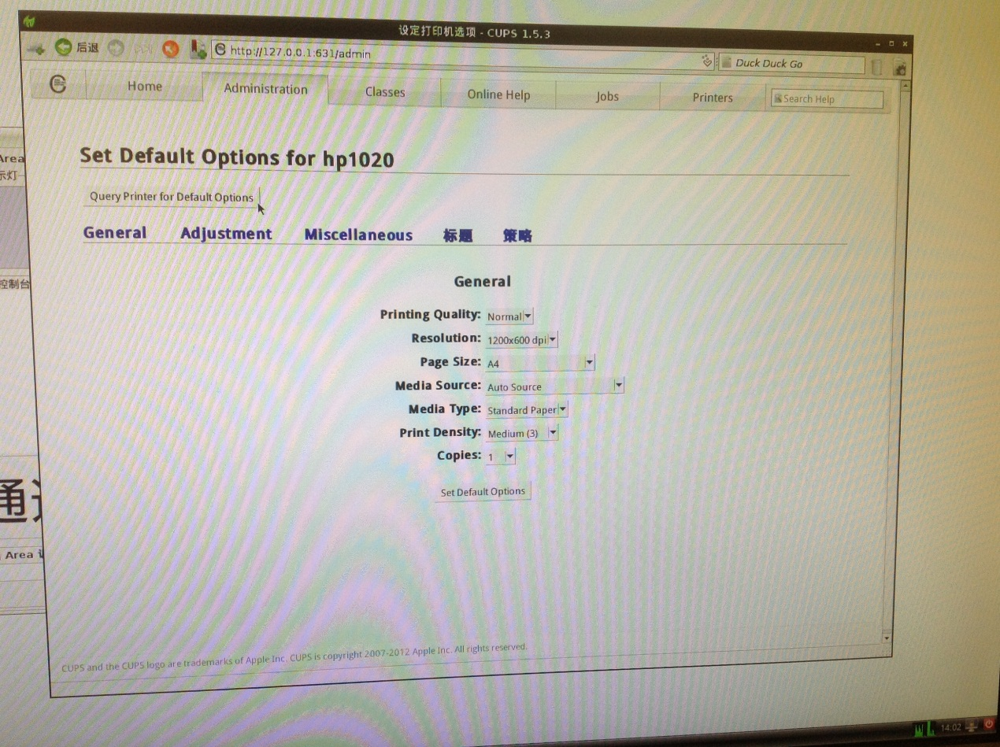 设定打印机选项 - CUPS 1.5.3
后退
http://127.0.0.1:631/admin
Duck Duck Go
Home
Administration
Classes
Online Help
Jobs
Printers
Search Help
Set Default Options for hp1020
Query Printer for Default Options
General Adjustment Miscellaneous 标题 策略
General
Printing Quality: Normal
Resolution: 1200x600 dpi
Page Size: A4
Media Source: Auto Source
Media Type: Standard Paper
Print Density: Medium (3)
Copies: 1
Set Default Options
CUPS and the CUPS logo are trademarks of Apple Inc. CUPS is copyright 2007-2012 Apple Inc. All rights reserved.
Area
示灯
控制台
通
Area
14:02